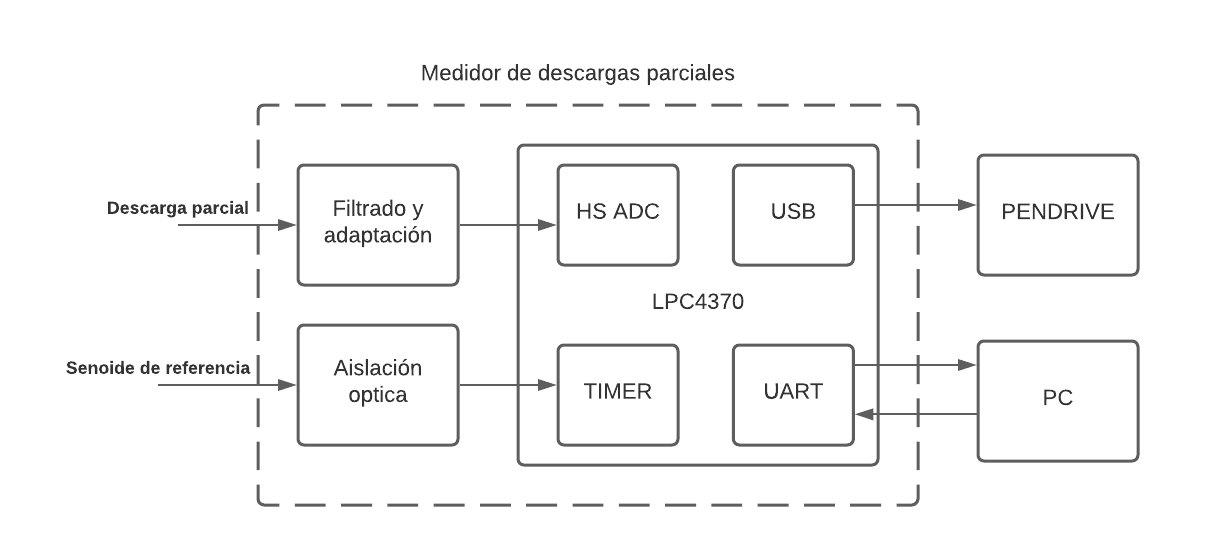 Medidor de descargas parciales
Descarga parcial
Filtrado y
adaptación
HS ADC
USB
PENDRIVE
LPC4370
Senoide de referencia
Aislación
optica
TIMER
UART
PC